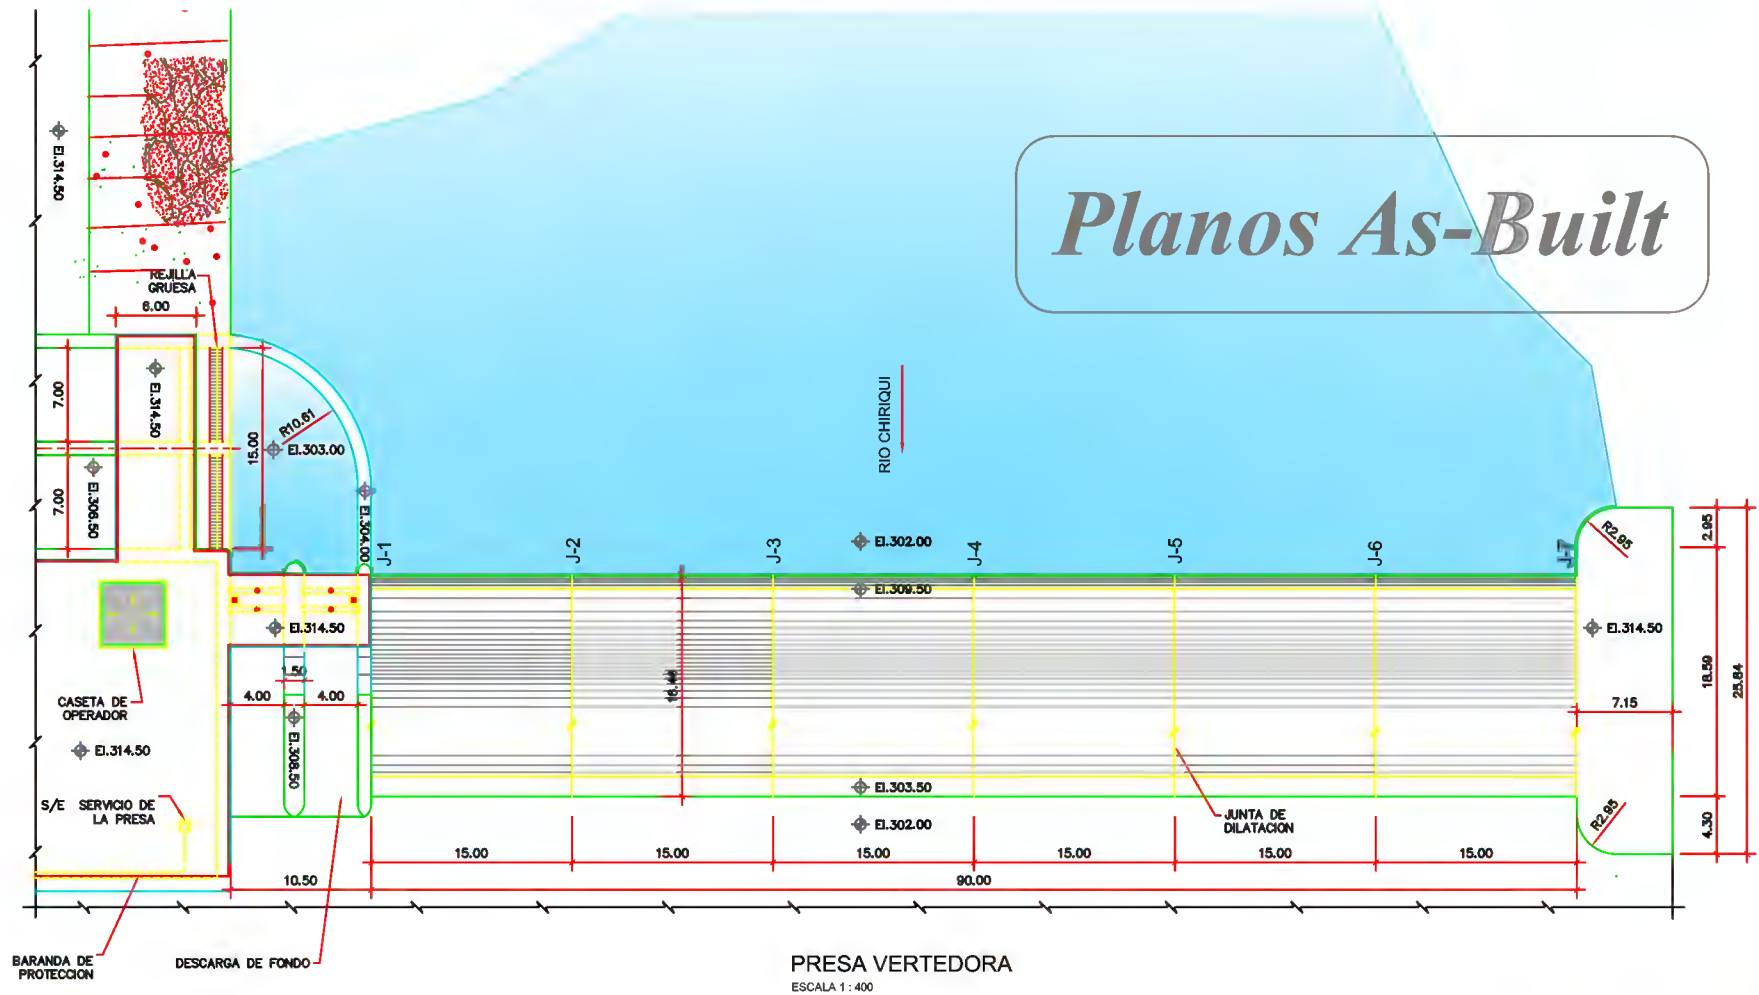 El.314.50
Planos As-Built
REJILLA
GRUESA
6.00
7.00
El.314.50
R10.61
15.00
El.303.00
RIO CHIRIQUI
7.00
El.306.50
El.304.00
J-1
J-2
J-3
J-4
J-5
J-6
J-7
El.302.00
R2.95
2.95
El.309.50
El.314.50
El.314.50
1.50
4.00
4.00
18.59
25.84
7.15
CASETA DE
OPERADOR
El.314.50
El.308.50
S/E SERVICIO DE
LA PRESA
El.303.50
El.302.00
JUNTA DE
DILATACION
R2.95
4.30
15.00
15.00
15.00
15.00
15.00
15.00
10.50
90.00
BARANDA DE
PROTECCION
DESCARGA DE FONDO
PRESA VERTEDORA
ESCALA 1 : 400